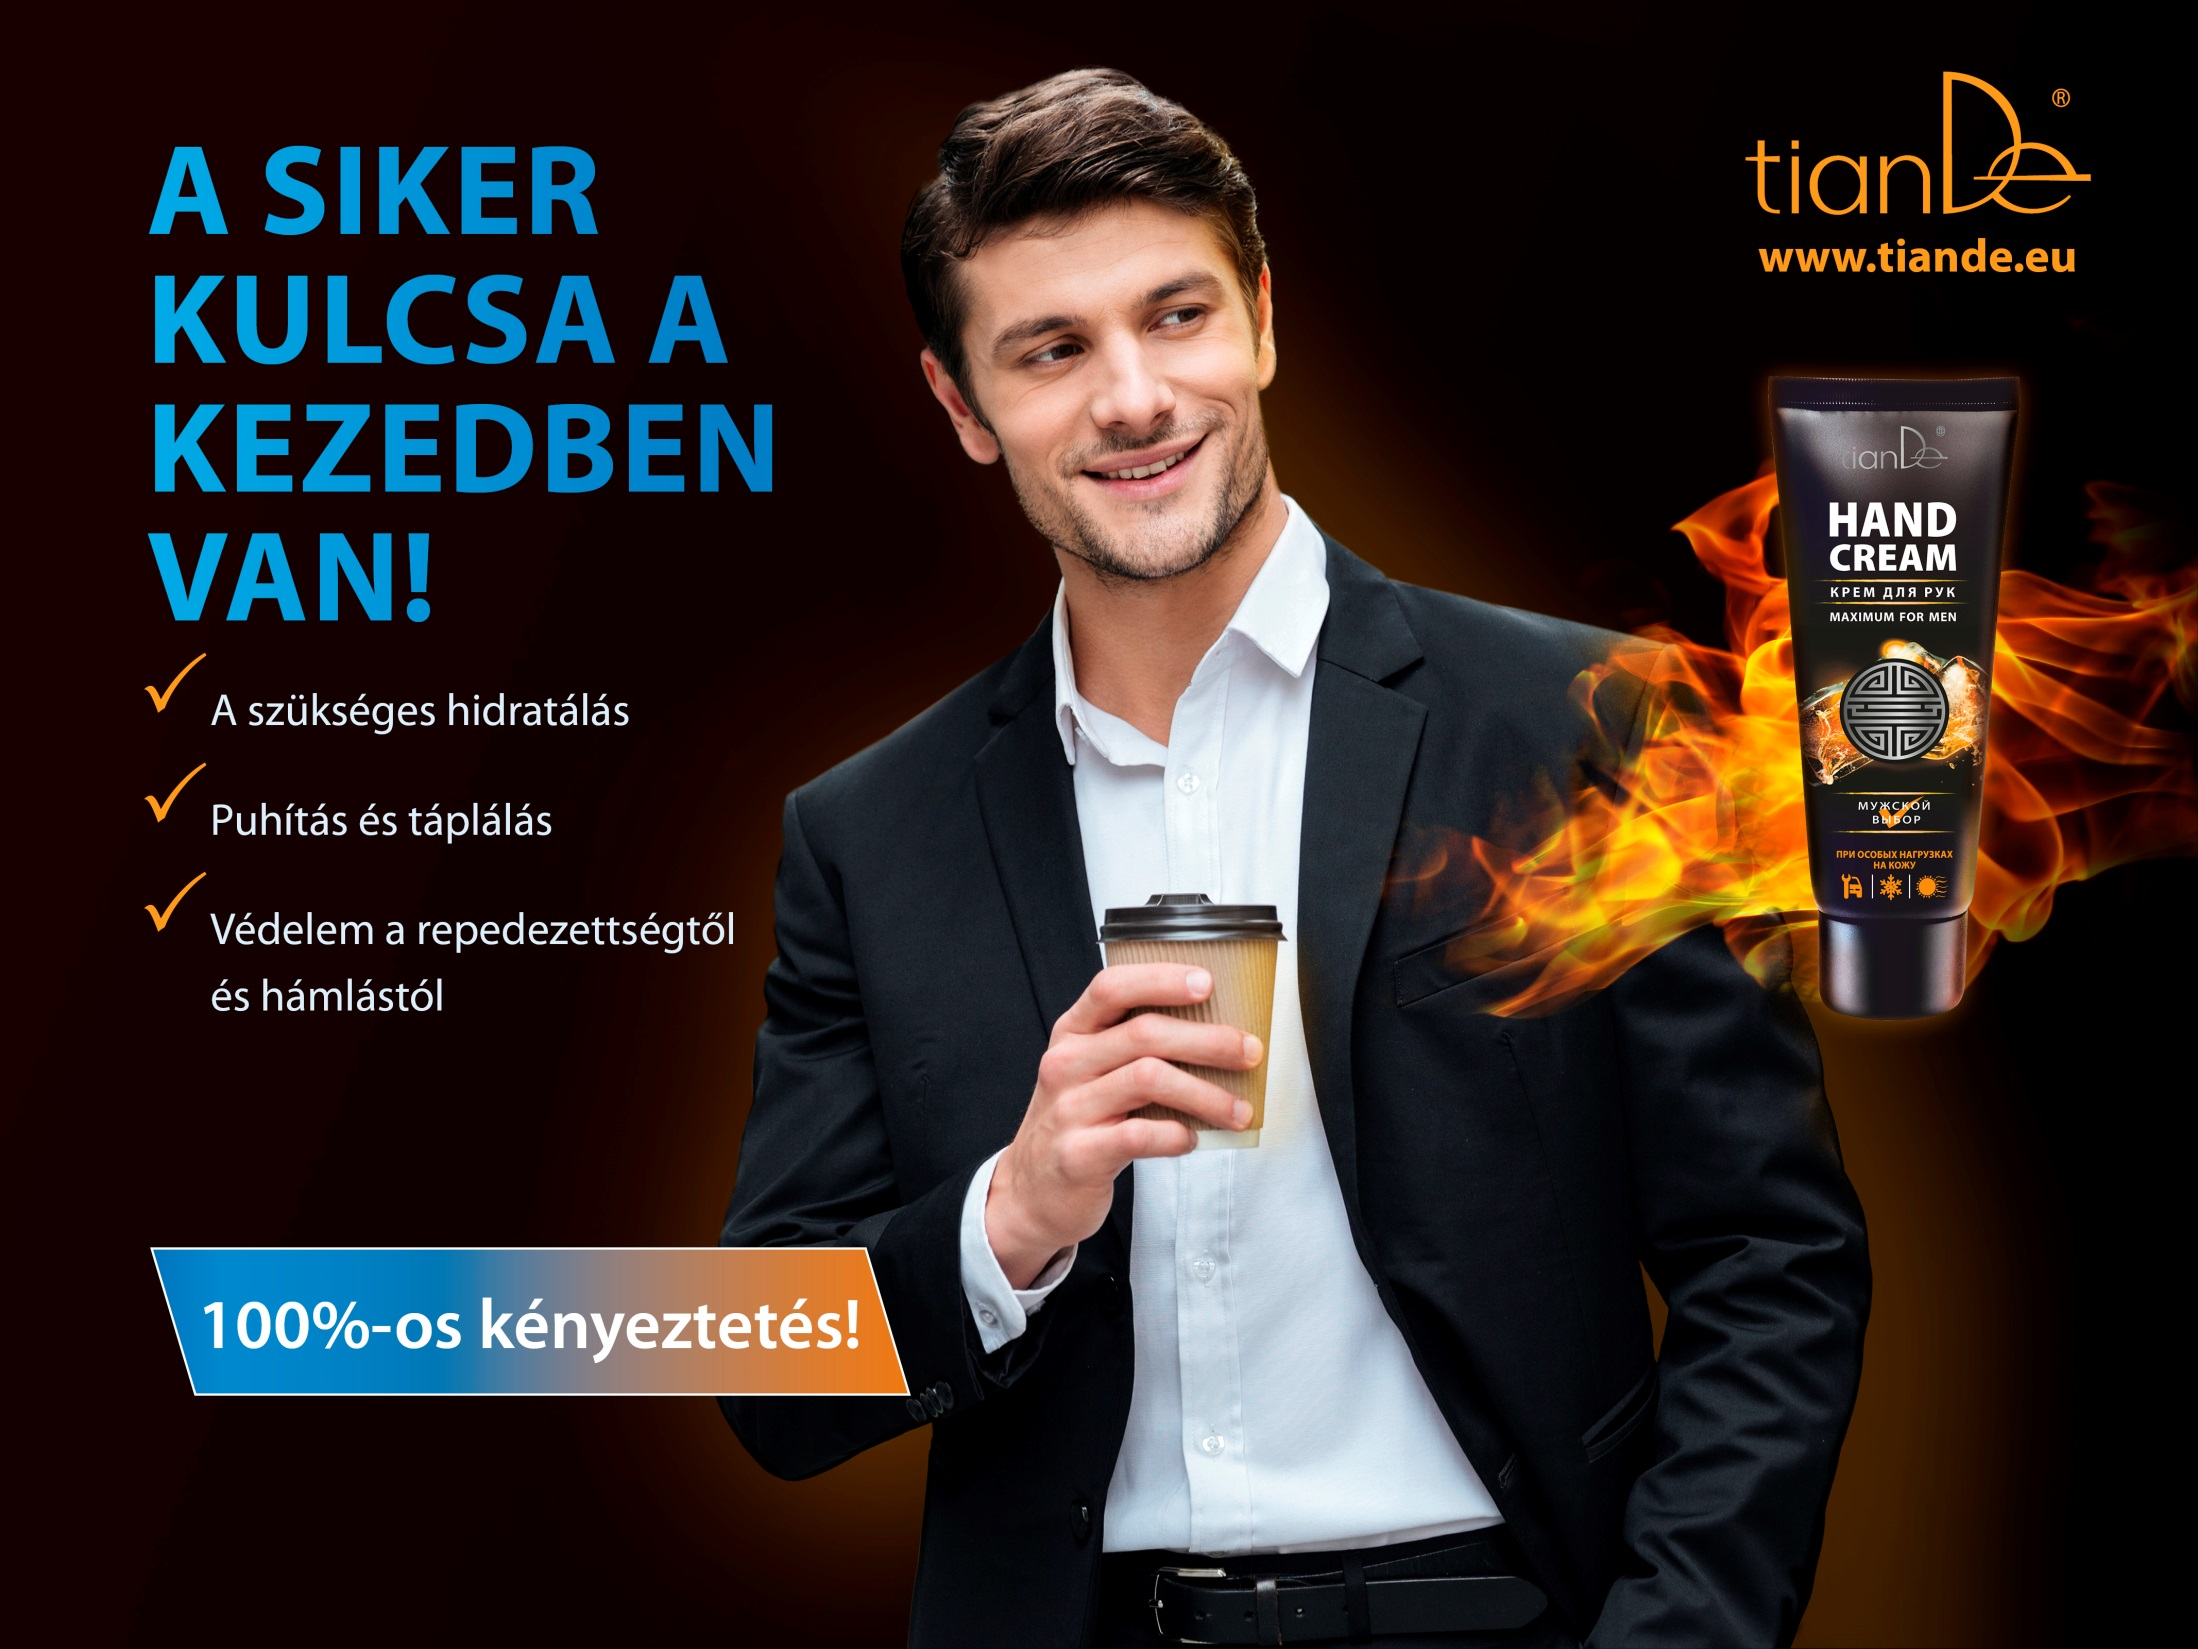 A SIKER
KULCSA A
KEZEDBEN
VAN!
A szükséges hidratálás
Puhítás és táplálás
Védelem a repedezettségtől
és hámlástól
100%-os kényeztetés!
tianDe®
www.tiande.eu
tianDe®
HAND
CREAM
КРЕМ ДЛЯ РУК
MAXIMUM FOR MEN
МУЖСКОЙ
ВЫБОР
ПРИ ОСОБЫХ НАГРУЗКАХ
НА КОЖУ